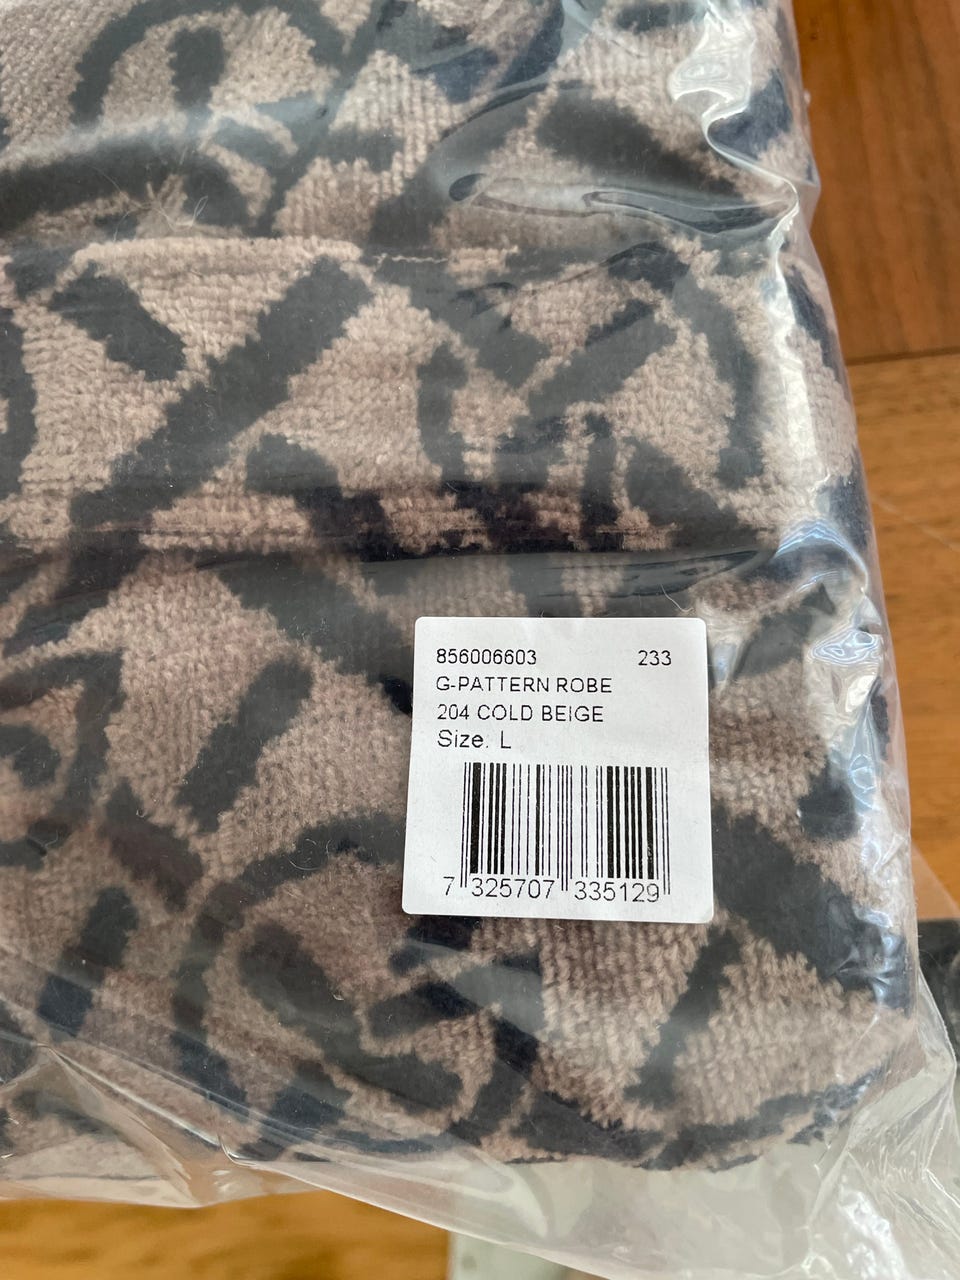 856006603 233
G-PATTERN ROBE
204 COLD BEIGE
Size. L
7 325707 335129